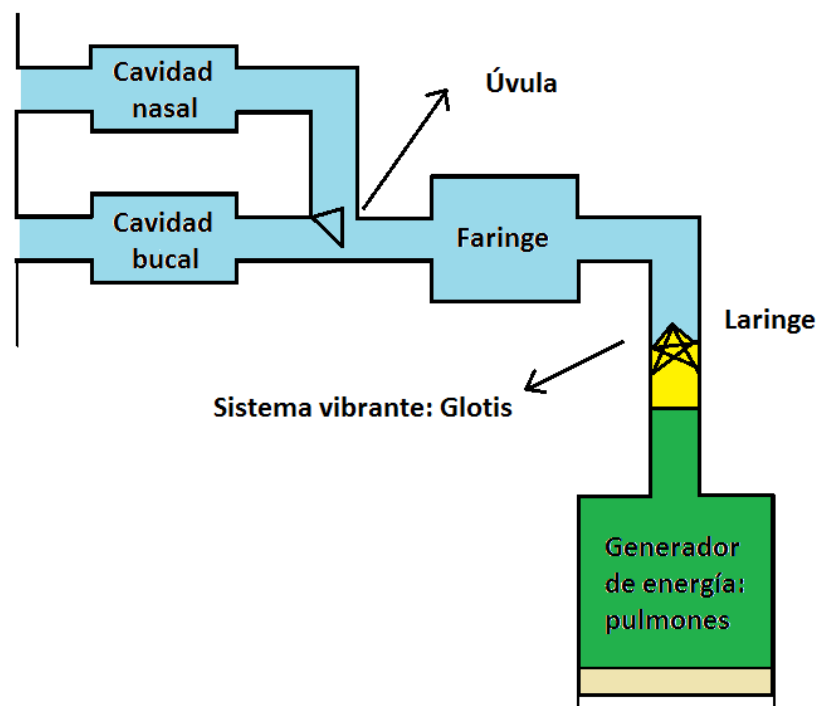 Cavidad
nasal
Úvula
Cavidad
bucal
Faringe
Laringe
Sistema vibrante: Glotis
Generador
de energía:
pulmones